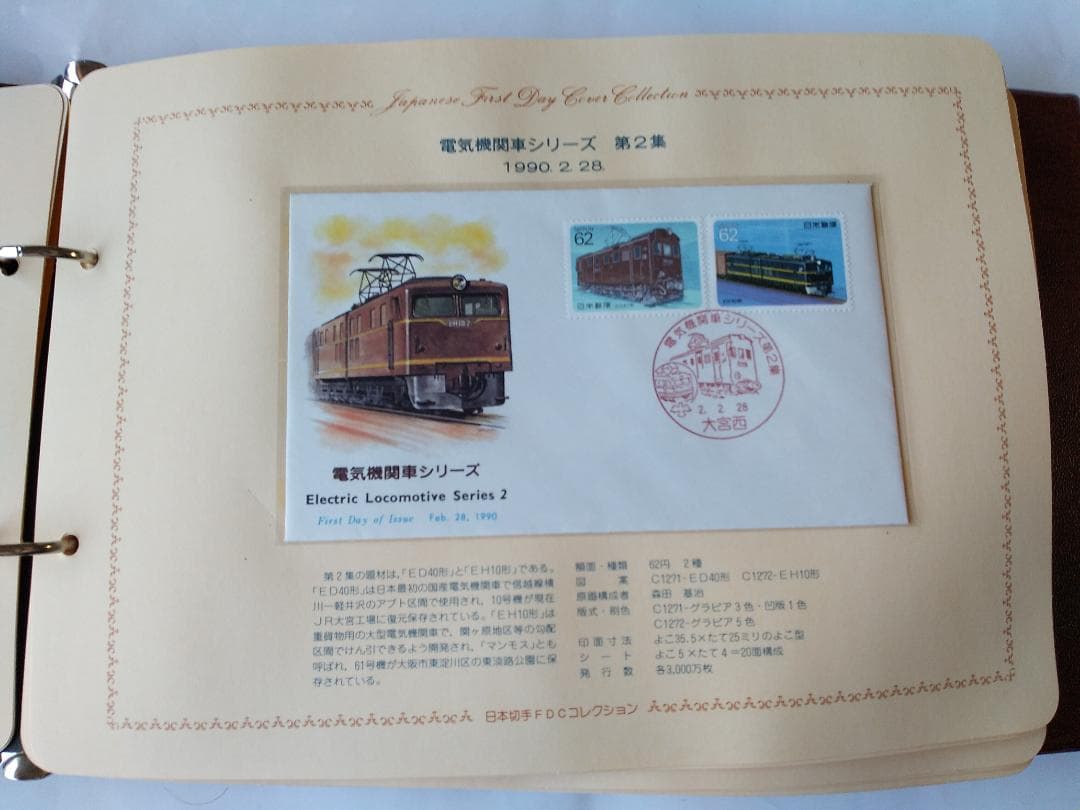 Japanese First Day Cover Collection
電気機関車シリーズ 第2集
1990. 2. 28.
62
日本郵便
62
日本郵便
EH10 7
電気機関車シリーズ第2集
2. 2. 28
大宮西
電気機関車シリーズ
Electric Locomotive Series 2
First Day of Issue Feb. 28, 1990
第2集の題材は、「ED40形」と「EH10形」である。
「ED40形」は日本最初の国産電気機関車で信越線横
川ー軽井沢のアプト区間で使用され、10号機が現在
JR大宮工場に復元保存されている。「EH10形」は
重貨物用の大型電気機関車で、関ヶ原地区等の勾配
区間でけん引できるよう開発され、「マンモス」とも
呼ばれ、61号機が大阪市東淀川区の東淡路公園に保
存されている。
額面・種類 62円 2種
図案 C1271-ED40形 C1272-EH10形
原画構成者 森田 基治
版式・刷色 C1271-グラビア3色・凹版1色
C1272-グラビア5色
印面寸法 よこ35.5×たて25ミリのよこ型
シート よこ5×たて4=20面構成
発行数 各3,000万枚
日本切手FDCコレクション